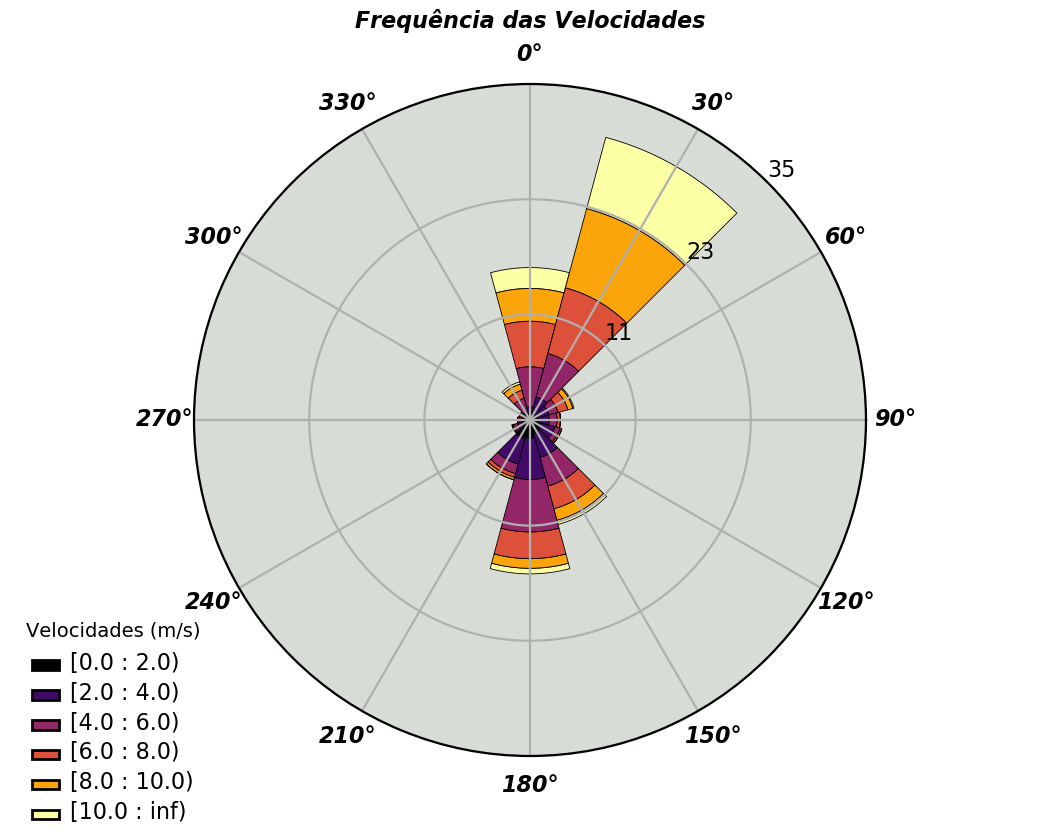 Frequência das Velocidades
0°
330°
30°
35
300°
60°
23
11
270°
90°
240°
120°
210°
150°
180°
Velocidades (m/s)
[0.0 : 2.0)
[2.0 : 4.0)
[4.0 : 6.0)
[6.0 : 8.0)
[8.0 : 10.0)
[10.0 : inf)